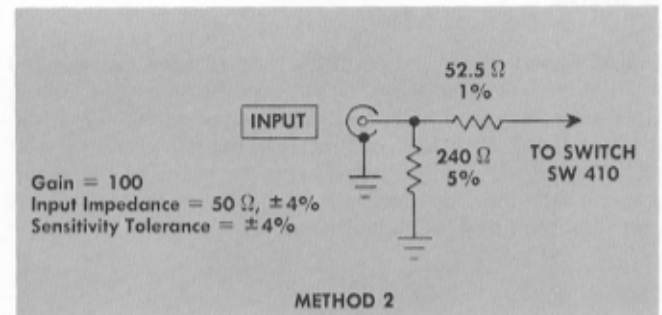 52.5 Ω
1%
INPUT
240 Ω
5%
TO SWITCH
SW 410
Gain = 100
Input Impedance = 50 Ω, ±4%
Sensitivity Tolerance = ±4%
METHOD 2